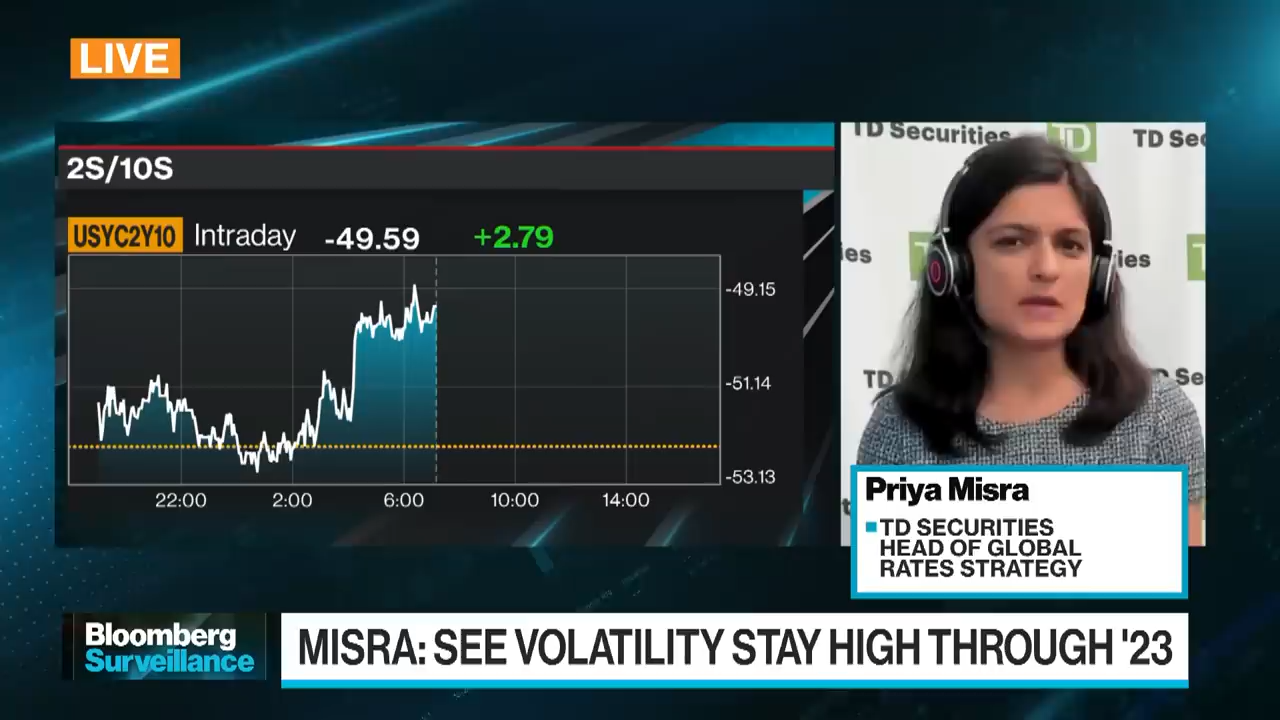 LIVE
2S/10S
USYC2Y10 Intraday -49.59 +2.79
-49.15
-51.14
-53.13
22:00 2:00 6:00 10:00 14:00
TD Securities TD TD Sec
ies
ies
TD
Se
Priya Misra
TD SECURITIES
HEAD OF GLOBAL
RATES STRATEGY
Bloomberg
Surveillance
MISRA: SEE VOLATILITY STAY HIGH THROUGH '23